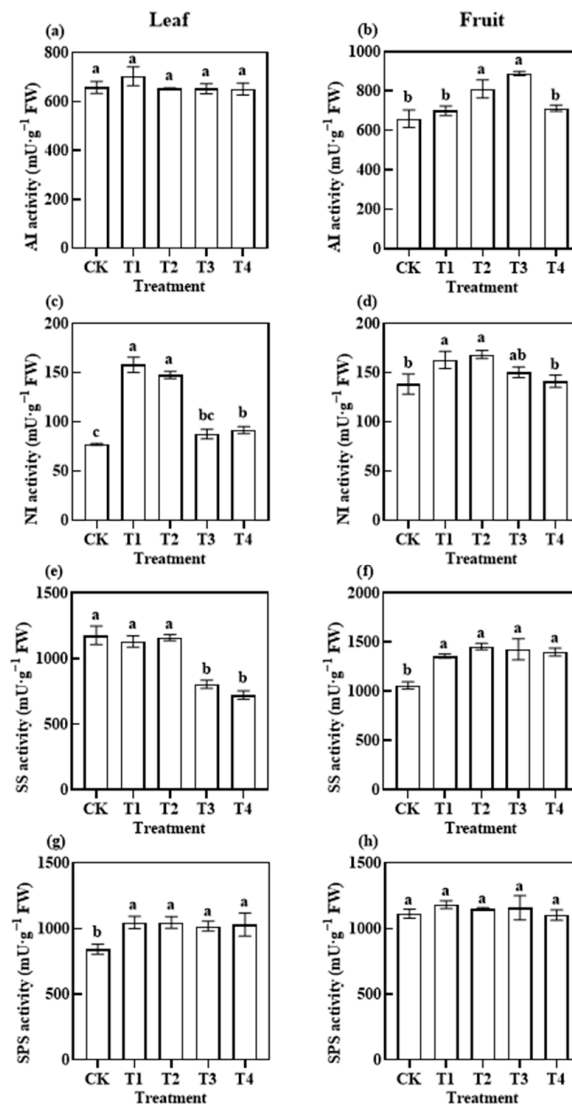 Leaf
Fruit
(a)
(b)
AI activity (mU·g⁻¹ FW)
800
600
400
200
0
a a a a a
CK T1 T2 T3 T4
Treatment
AI activity (mU·g⁻¹ FW)
1000
800
600
400
200
0
b b a a b
CK T1 T2 T3 T4
Treatment
(c)
(d)
NI activity (mU·g⁻¹ FW)
200
150
100
50
0
c a a bc b
CK T1 T2 T3 T4
Treatment
NI activity (mU·g⁻¹ FW)
200
150
100
50
0
b a a ab b
CK T1 T2 T3 T4
Treatment
(e)
(f)
SS activity (mU·g⁻¹ FW)
1500
1000
500
0
a a a b b
CK T1 T2 T3 T4
Treatment
SS activity (mU·g⁻¹ FW)
2000
1500
1000
500
0
b a a a a
CK T1 T2 T3 T4
Treatment
(g)
(h)
SPS activity (mU·g⁻¹ FW)
1500
1000
500
0
b a a a a
CK T1 T2 T3 T4
Treatment
SPS activity (mU·g⁻¹ FW)
1500
1000
500
0
a a a a a
CK T1 T2 T3 T4
Treatment